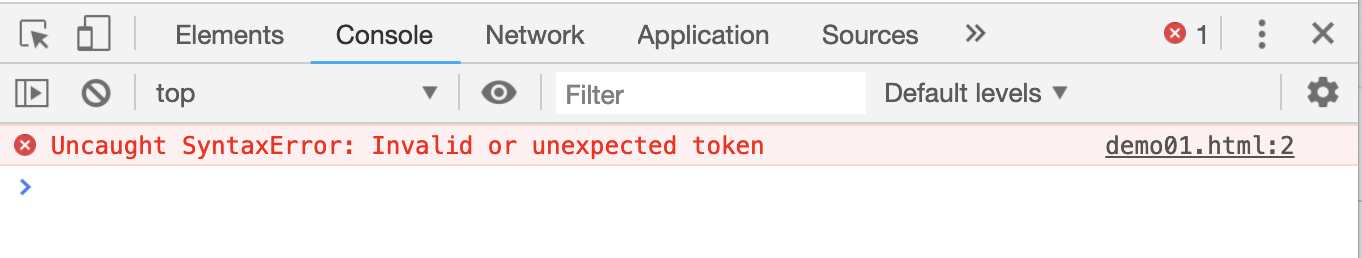 Elements Console Network Application Sources » 1
top Filter Default levels
Uncaught SyntaxError: Invalid or unexpected token demo01.html:2